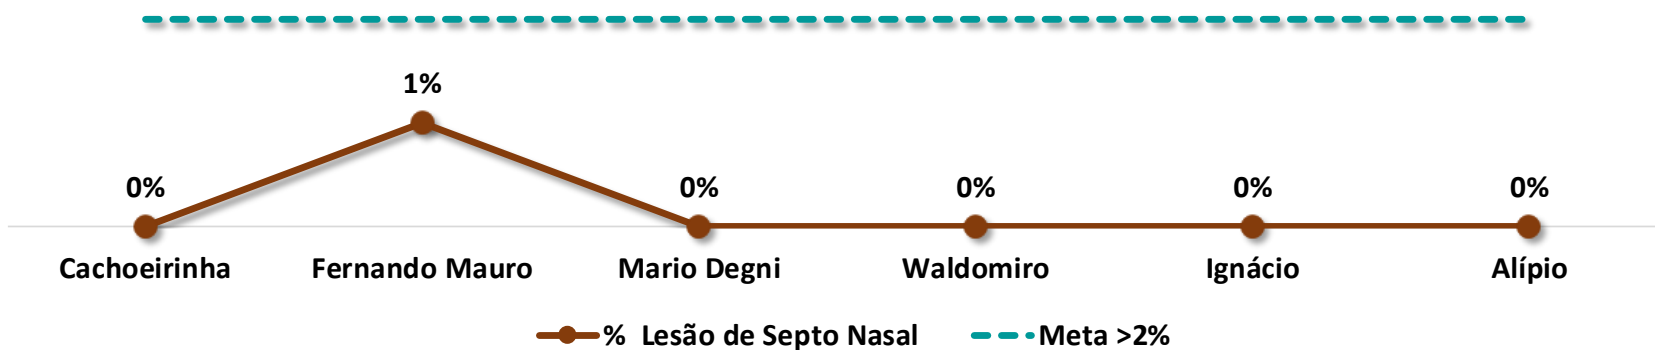 1%
0% 0% 0% 0% 0%
Cachoeirinha Fernando Mauro Mario Degni Waldomiro Ignácio Alípio
% Lesão de Septo Nasal Meta >2%